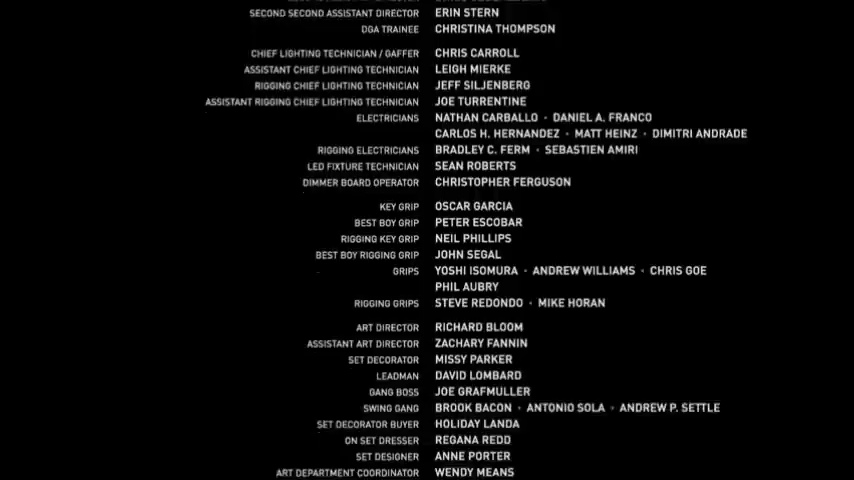 SECOND SECOND ASSISTANT DIRECTOR ERIN STERN
DGA TRAINEE CHRISTINA THOMPSON
CHIEF LIGHTING TECHNICIAN / GAFFER CHRIS CARROLL
ASSISTANT CHIEF LIGHTING TECHNICIAN LEIGH MIERKE
RIGGING CHIEF LIGHTING TECHNICIAN JEFF SILJENBERG
ASSISTANT RIGGING CHIEF LIGHTING TECHNICIAN JOE TURRENTINE
ELECTRICIANS NATHAN CARBALLO • DANIEL A. FRANCO
CARLOS H. HERNANDEZ • MATT HEINZ • DIMITRI ANDRADE
RIGGING ELECTRICIANS BRADLEY C. FERM • SEBASTIEN AMIRI
LED FIXTURE TECHNICIAN SEAN ROBERTS
DIMMER BOARD OPERATOR CHRISTOPHER FERGUSON
KEY GRIP OSCAR GARCIA
BEST BOY GRIP PETER ESCOBAR
RIGGING KEY GRIP NEIL PHILLIPS
BEST BOY RIGGING GRIP JOHN SEGAL
GRIPS YOSHI ISOMURA • ANDREW WILLIAMS • CHRIS GOE
PHIL AUBRY
RIGGING GRIPS STEVE REDONDO • MIKE HORAN
ART DIRECTOR RICHARD BLOOM
ASSISTANT ART DIRECTOR ZACHARY FANNIN
SET DECORATOR MISSY PARKER
LEADMAN DAVID LOMBARD
GANG BOSS JOE GRAFMULLER
SWING GANG BROOK BACON • ANTONIO SOLA • ANDREW P. SETTLE
SET DECORATOR BUYER HOLIDAY LANDA
ON SET DRESSER REGANA REDD
SET DESIGNER ANNE PORTER
ART DEPARTMENT COORDINATOR WENDY MEANS